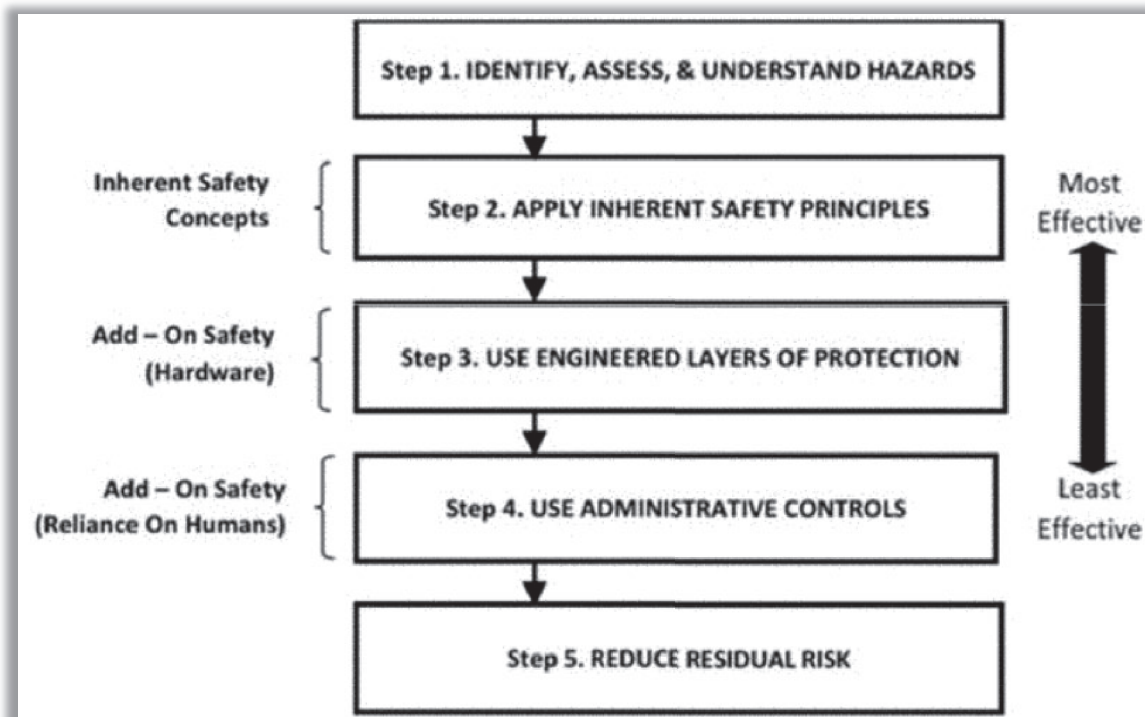 Step 1. IDENTIFY, ASSESS, & UNDERSTAND HAZARDS
Inherent Safety
Concepts
Step 2. APPLY INHERENT SAFETY PRINCIPLES
Most
Effective
Add – On Safety
(Hardware)
Step 3. USE ENGINEERED LAYERS OF PROTECTION
Add – On Safety
(Reliance On Humans)
Step 4. USE ADMINISTRATIVE CONTROLS
Least
Effective
Step 5. REDUCE RESIDUAL RISK